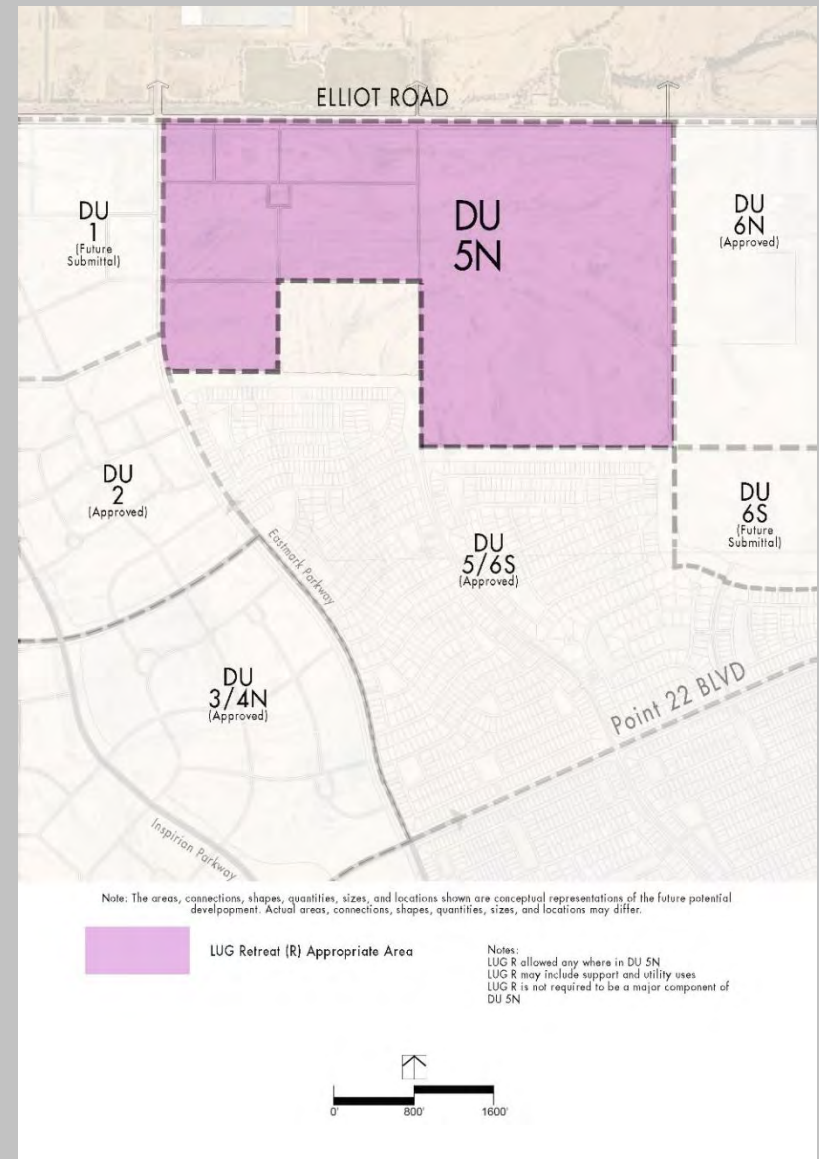 ELLIOT ROAD
DU
1
(Future
Submittal)
DU
5N
DU
6N
(Approved)
DU
2
(Approved)
Eastmark Parkway
DU
5/6S
(Approved)
DU
6S
(Future
Submittal)
DU
3/4N
(Approved)
Point 22 BLVD
Inspirian Parkway
Note: The areas, connections, shapes, quantities, sizes, and locations shown are conceptual representations of the future potential
develpopment. Actual areas, connections, shapes, quantities, sizes, and locations may differ.
LUG Retreat (R) Appropriate Area
Notes:
LUG R allowed any where in DU 5N
LUG R may include support and utility uses
LUG R is not required to be a major component of
DU 5N
0'
800'
1600'